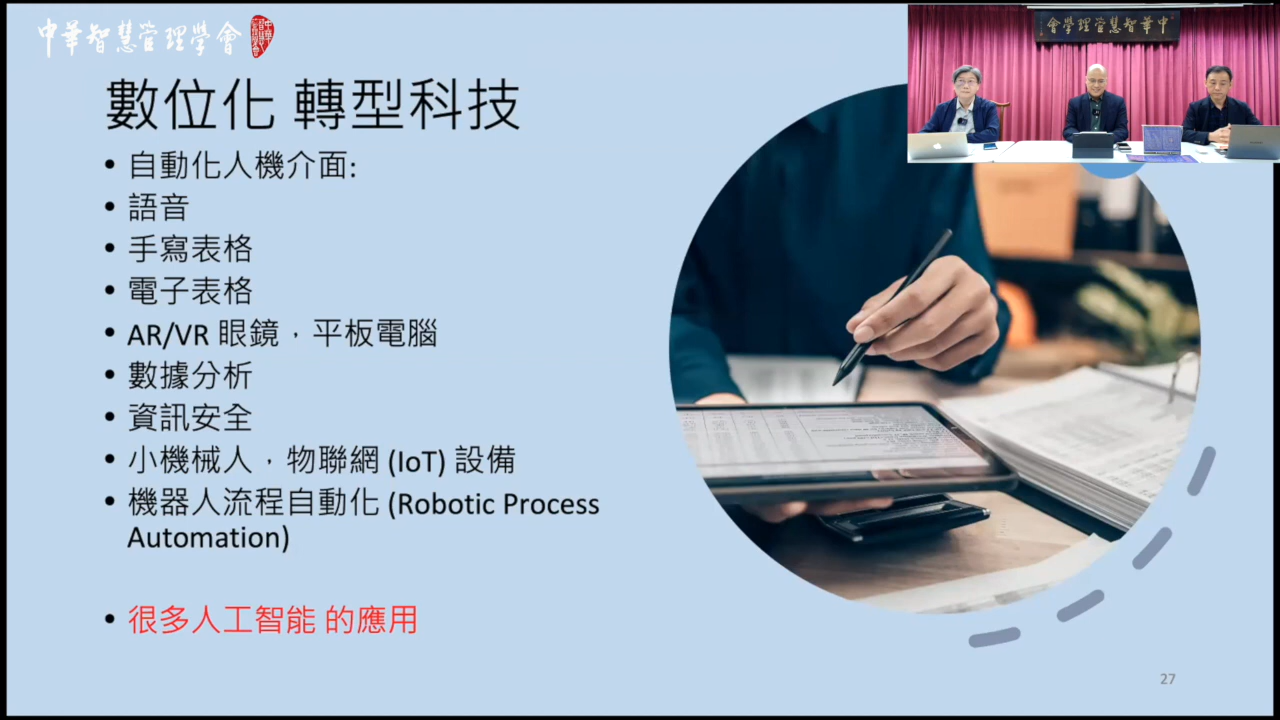 中華智慧管理學會
會學理管慧智華中
數位化 轉型科技
• 自動化人機介面:
• 語音
• 手寫表格
• 電子表格
• AR/VR 眼鏡，平板電腦
• 數據分析
• 資訊安全
• 小機械人，物聯網 (IoT) 設備
• 機器人流程自動化 (Robotic Process
Automation)
• 很多人工智能 的應用
27